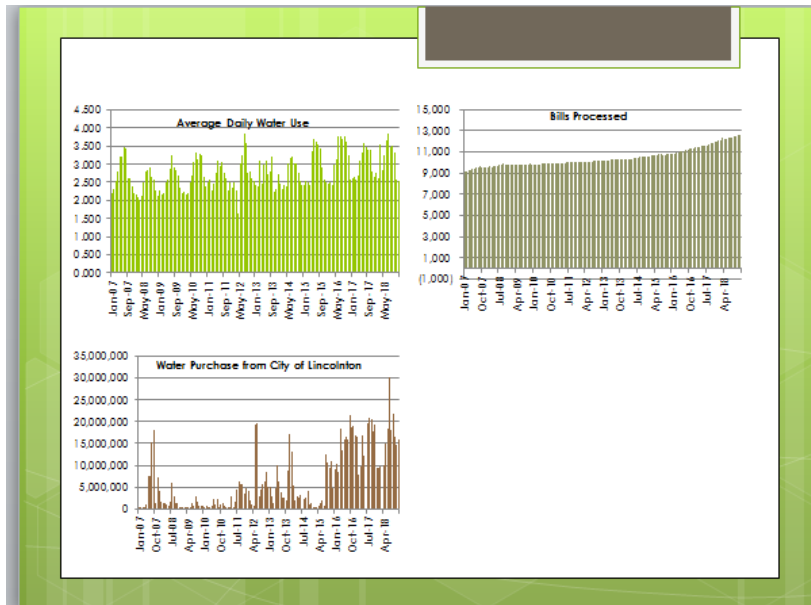 Average Daily Water Use
4.500
4.000
3.500
3.000
2.500
2.000
1.500
1.000
0.500
0.000
Jan-07
Sep-07
May-08
Jan-09
Sep-09
May-10
Jan-11
Sep-11
May-12
Jan-13
Sep-13
May-14
Jan-15
Sep-15
May-16
Jan-17
Sep-17
May-18
Bills Processed
15,000
13,000
11,000
9,000
7,000
5,000
3,000
1,000
(1,000)
Jan-07
Oct-07
Jul-08
Apr-09
Jan-10
Oct-10
Jul-11
Apr-12
Jan-13
Oct-13
Jul-14
Apr-15
Jan-16
Oct-16
Jul-17
Apr-18
Water Purchase from City of Lincolnton
35,000,000
30,000,000
25,000,000
20,000,000
15,000,000
10,000,000
5,000,000
0
Jan-07
Oct-07
Jul-08
Apr-09
Jan-10
Oct-10
Jul-11
Apr-12
Jan-13
Oct-13
Jul-14
Apr-15
Jan-16
Oct-16
Jul-17
Apr-18